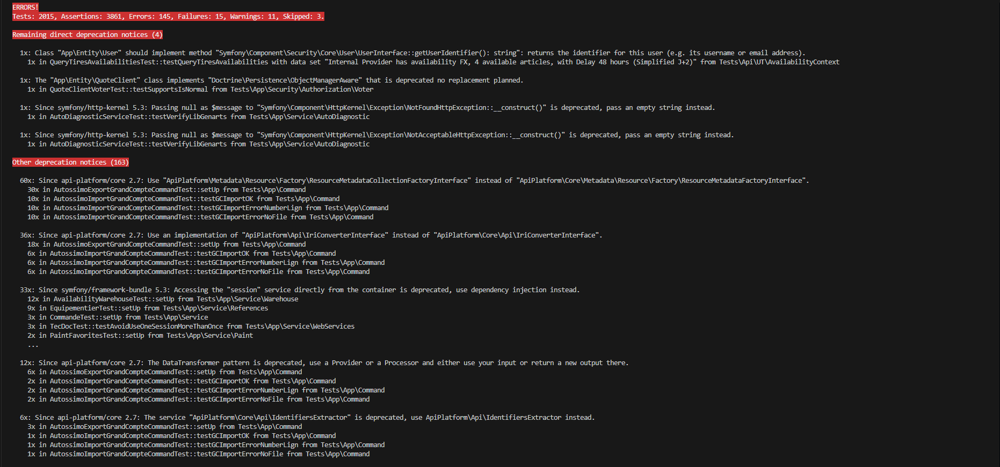 ERRORS!
Tests: 2015, Assertions: 3861, Errors: 145, Failures: 15, Warnings: 11, Skipped: 3.
Remaining direct deprecation notices (4)
1x: Class "App\Entity\User" should implement method "Symfony\Component\Security\Core\User\UserInterface::getUserIdentifier(): string": returns the identifier for this user (e.g. its username or email address).
1x in QueryTiresAvailabilitiesTest::testQueryTiresAvailabilities with data set "Internal Provider has availability FX, 4 available articles, with Delay 48 hours (Simplified J+2)" from Tests\Api\UT\AvailabilityContext
1x: The "App\Entity\QuoteClient" class implements "Doctrine\Persistence\ObjectManagerAware" that is deprecated no replacement planned.
1x in QuoteClientVoterTest::testSupportsIsNormal from Tests\App\Security\Authorization\Voter
1x: Since symfony/http-kernel 5.3: Passing null as $message to "Symfony\Component\HttpKernel\Exception\NotFoundHttpException::__construct()" is deprecated, pass an empty string instead.
1x in AutoDiagnosticServiceTest::testVerifyLibGenarts from Tests\App\Service\AutoDiagnostic
1x: Since symfony/http-kernel 5.3: Passing null as $message to "Symfony\Component\HttpKernel\Exception\NotAcceptableHttpException::__construct()" is deprecated, pass an empty string instead.
1x in AutoDiagnosticServiceTest::testVerifyLibGenarts from Tests\App\Service\AutoDiagnostic
Other deprecation notices (163)
60x: Since api-platform/core 2.7: Use "ApiPlatform\Metadata\Resource\Factory\ResourceMetadataCollectionFactoryInterface" instead of "ApiPlatform\Core\Metadata\Resource\Factory\ResourceMetadataFactoryInterface".
30x in AutossimoExportGrandCompteCommandTest::setUp from Tests\App\Command
10x in AutossimoImportGrandCompteCommandTest::testGCImportOK from Tests\App\Command
10x in AutossimoImportGrandCompteCommandTest::testGCImportErrorNumberLign from Tests\App\Command
10x in AutossimoImportGrandCompteCommandTest::testGCImportErrorNoFile from Tests\App\Command
36x: Since api-platform/core 2.7: Use an implementation of "ApiPlatform\Api\IriConverterInterface" instead of "ApiPlatform\Core\Api\IriConverterInterface".
18x in AutossimoExportGrandCompteCommandTest::setUp from Tests\App\Command
6x in AutossimoImportGrandCompteCommandTest::testGCImportOK from Tests\App\Command
6x in AutossimoImportGrandCompteCommandTest::testGCImportErrorNumberLign from Tests\App\Command
6x in AutossimoImportGrandCompteCommandTest::testGCImportErrorNoFile from Tests\App\Command
33x: Since symfony/framework-bundle 5.3: Accessing the "session" service directly from the container is deprecated, use dependency injection instead.
12x in AvailabilityWarehouseTest::setUp from Tests\App\Service\Warehouse
9x in EquipementierTest::setUp from Tests\App\Service\References
3x in CommandeTest::setUp from Tests\App\Service
3x in TecDocTest::testAvoidUseOneSessionMoreThanOnce from Tests\App\Service\WebServices
2x in PaintFavoritesTest::setUp from Tests\App\Service\Paint
...
12x: Since api-platform/core 2.7: The DataTransformer pattern is deprecated, use a Provider or a Processor and either use your input or return a new output there.
6x in AutossimoExportGrandCompteCommandTest::setUp from Tests\App\Command
2x in AutossimoImportGrandCompteCommandTest::testGCImportOK from Tests\App\Command
2x in AutossimoImportGrandCompteCommandTest::testGCImportErrorNumberLign from Tests\App\Command
2x in AutossimoImportGrandCompteCommandTest::testGCImportErrorNoFile from Tests\App\Command
6x: Since api-platform/core 2.7: The service "ApiPlatform\Core\Api\IdentifiersExtractor" is deprecated, use ApiPlatform\Api\IdentifiersExtractor instead.
3x in AutossimoExportGrandCompteCommandTest::setUp from Tests\App\Command
1x in AutossimoImportGrandCompteCommandTest::testGCImportOK from Tests\App\Command
1x in AutossimoImportGrandCompteCommandTest::testGCImportErrorNumberLign from Tests\App\Command
1x in AutossimoImportGrandCompteCommandTest::testGCImportErrorNoFile from Tests\App\Command